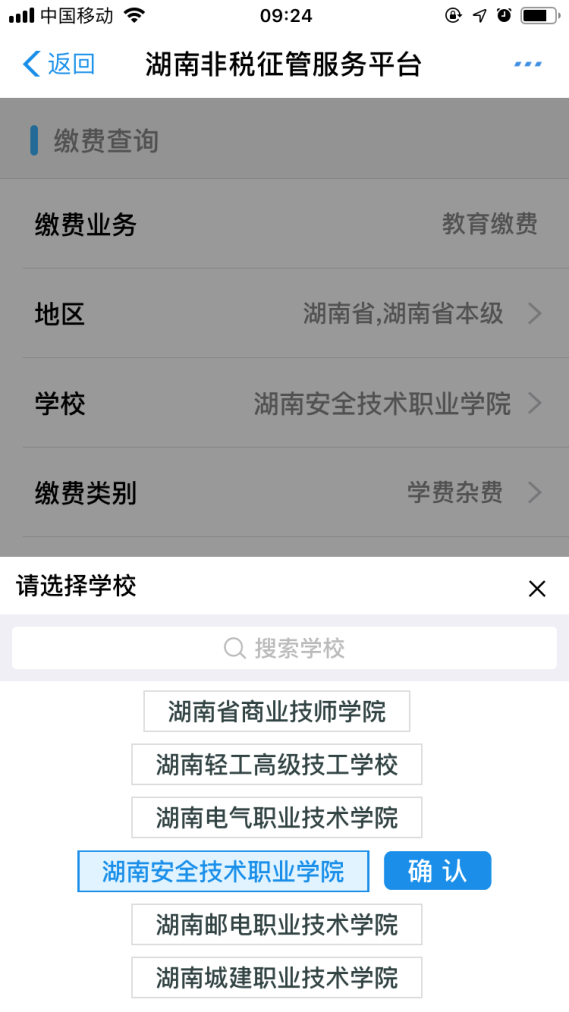 中国移动 09:24
返回 湖南非税征管服务平台
缴费查询
缴费业务 教育缴费
地区 湖南省,湖南省本级
学校 湖南安全技术职业学院
缴费类别 学费杂费
请选择学校
搜索学校
湖南省商业技师学院
湖南轻工高级技工学校
湖南电气职业技术学院
湖南安全技术职业学院 确认
湖南邮电职业技术学院
湖南城建职业技术学院